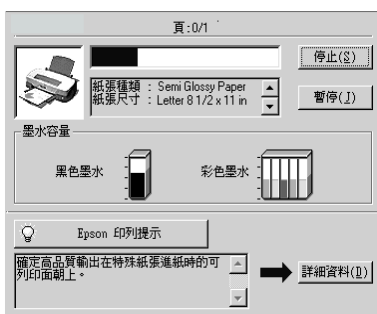 頁:0/1
停止(S)
紙張種類 : Semi Glossy Paper
紙張尺寸 : Letter 8 1/2 x 11 in
暫停(J)
墨水容量
黑色墨水
彩色墨水
Epson 印列提示
確定高品質輸出在特殊紙張進紙時的可
列印面朝上。
詳細資料(D)